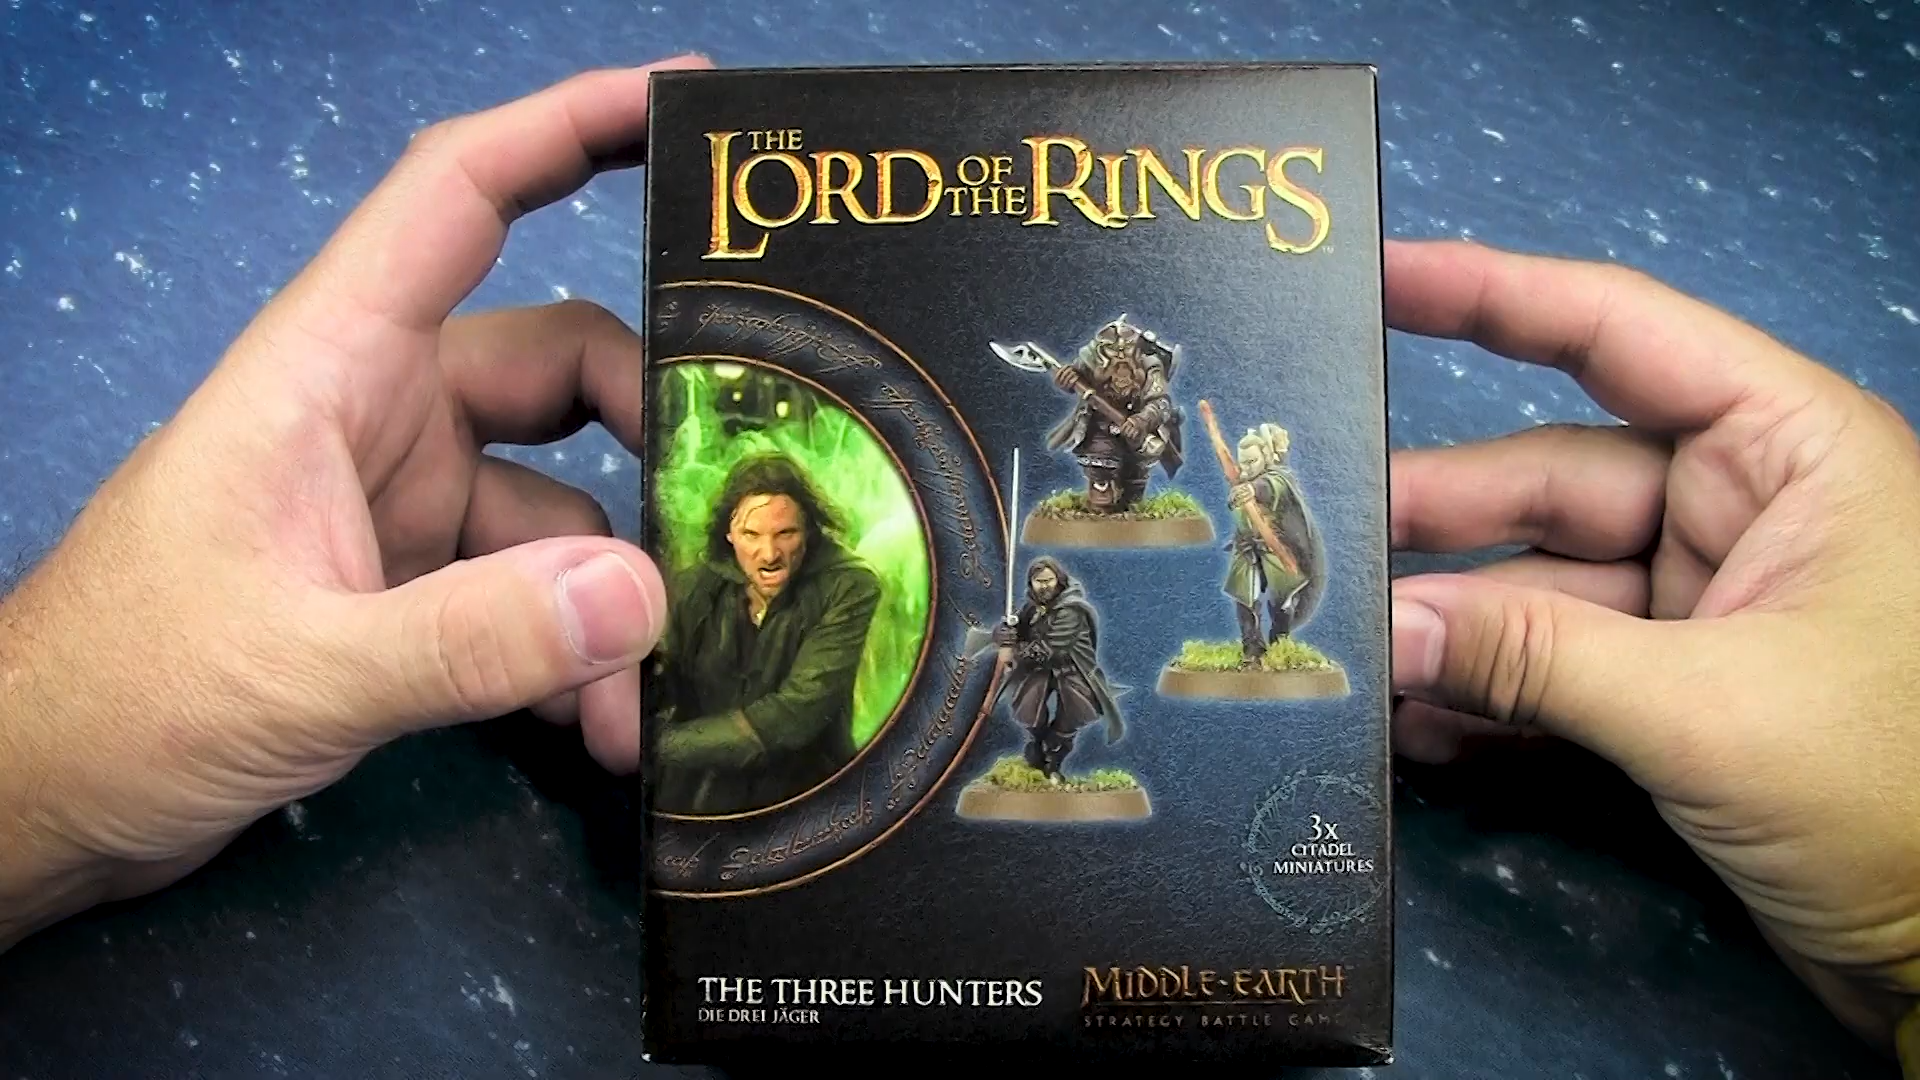 THE
LORD OF THE RINGS
3x
CITADEL
MINIATURES
THE THREE HUNTERS
DIE DREI JÄGER
MIDDLE-EARTH
STRATEGY BATTLE GAME